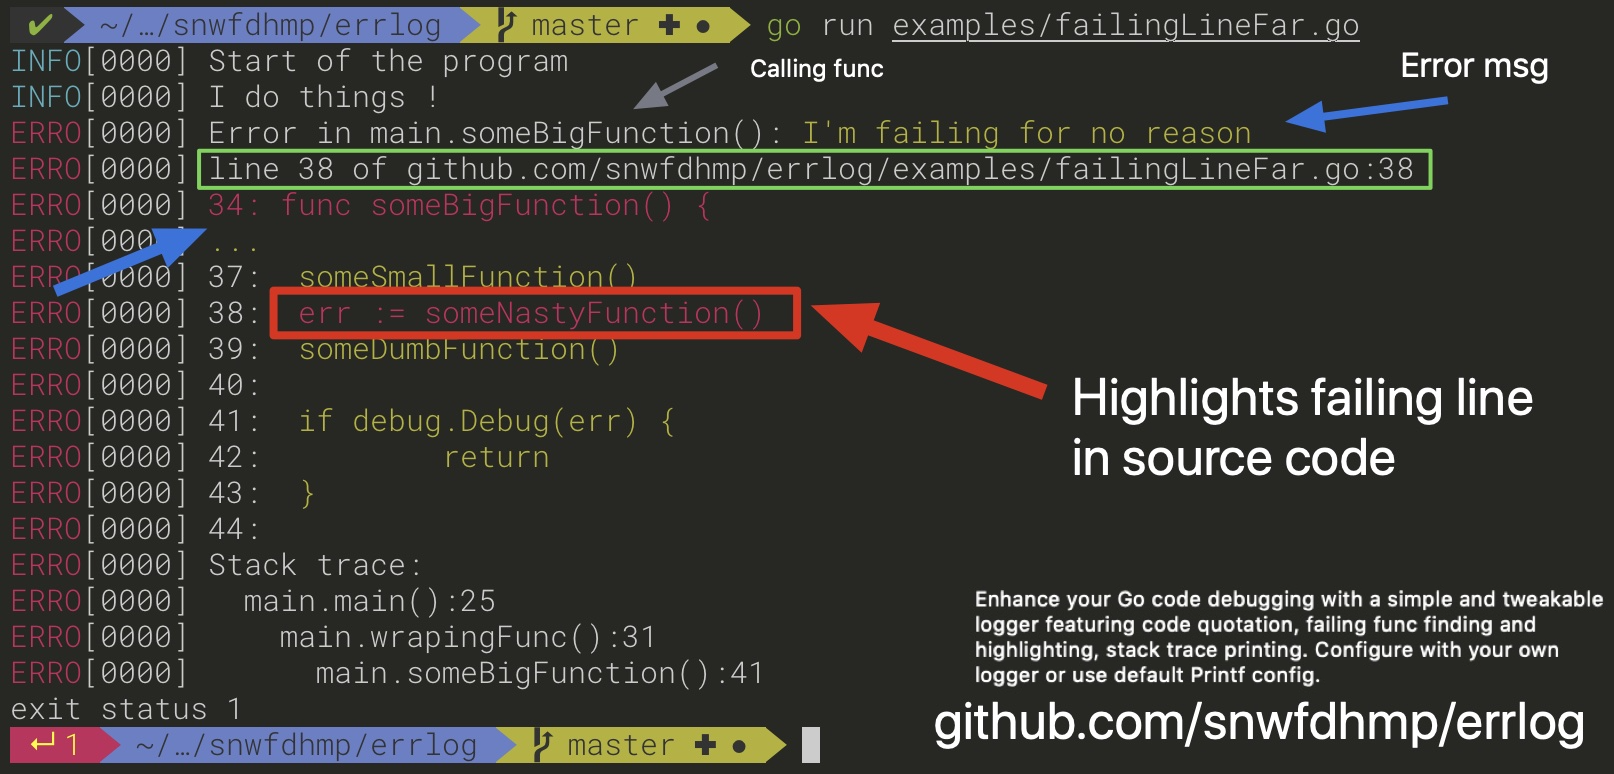 ✔ ~/…/snwfdhmp/errlog master ✚ ● go run examples/failingLineFar.go
INFO[0000] Start of the program
Calling func
Error msg
INFO[0000] I do things !
ERRO[0000] Error in main.someBigFunction(): I'm failing for no reason
ERRO[0000] line 38 of github.com/snwfdhmp/errlog/examples/failingLineFar.go:38
ERRO[0000] 34: func someBigFunction() {
ERRO[0000] ...
ERRO[0000] 37: someSmallFunction()
ERRO[0000] 38: err := someNastyFunction()
ERRO[0000] 39: someDumbFunction()
ERRO[0000] 40:
ERRO[0000] 41: if debug.Debug(err) {
ERRO[0000] 42: return
ERRO[0000] 43: }
ERRO[0000] 44:
Highlights failing line
in source code
ERRO[0000] Stack trace:
ERRO[0000] main.main():25
ERRO[0000] main.wrapingFunc():31
ERRO[0000] main.someBigFunction():41
exit status 1
↵ 1 ~/…/snwfdhmp/errlog master ✚ ●
Enhance your Go code debugging with a simple and tweakable
logger featuring code quotation, failing func finding and
highlighting, stack trace printing. Configure with your own
logger or use default Printf config.
github.com/snwfdhmp/errlog